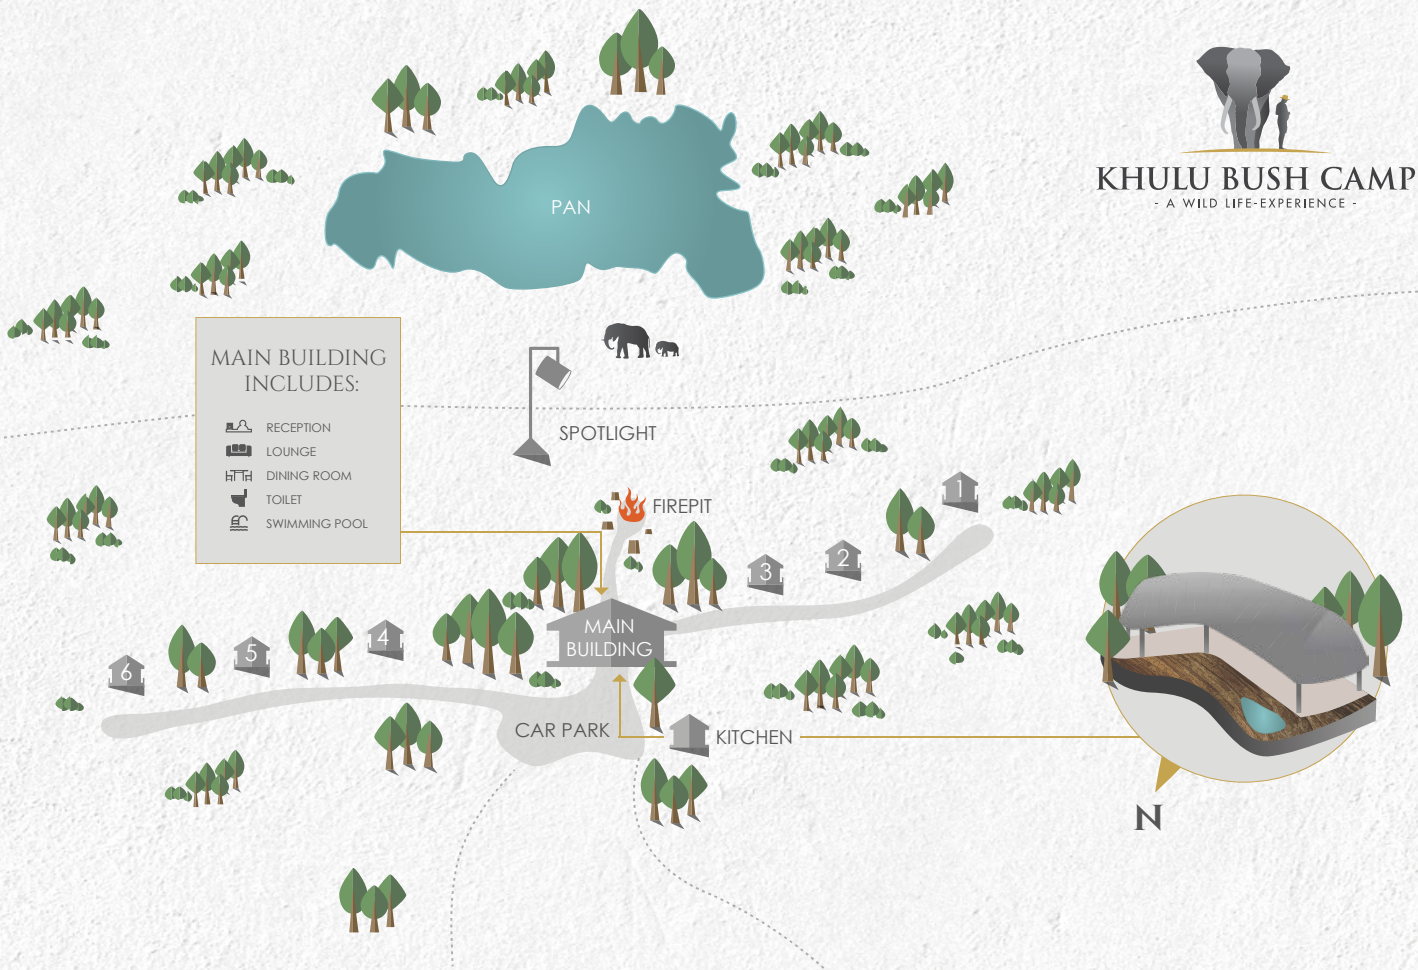 KHULU BUSH CAMP
- A WILD LIFE-EXPERIENCE -
PAN
MAIN BUILDING
INCLUDES:
RECEPTION
LOUNGE
DINING ROOM
TOILET
SWIMMING POOL
SPOTLIGHT
FIREPIT
1
2
3
MAIN
BUILDING
4
5
6
CAR PARK
KITCHEN
N